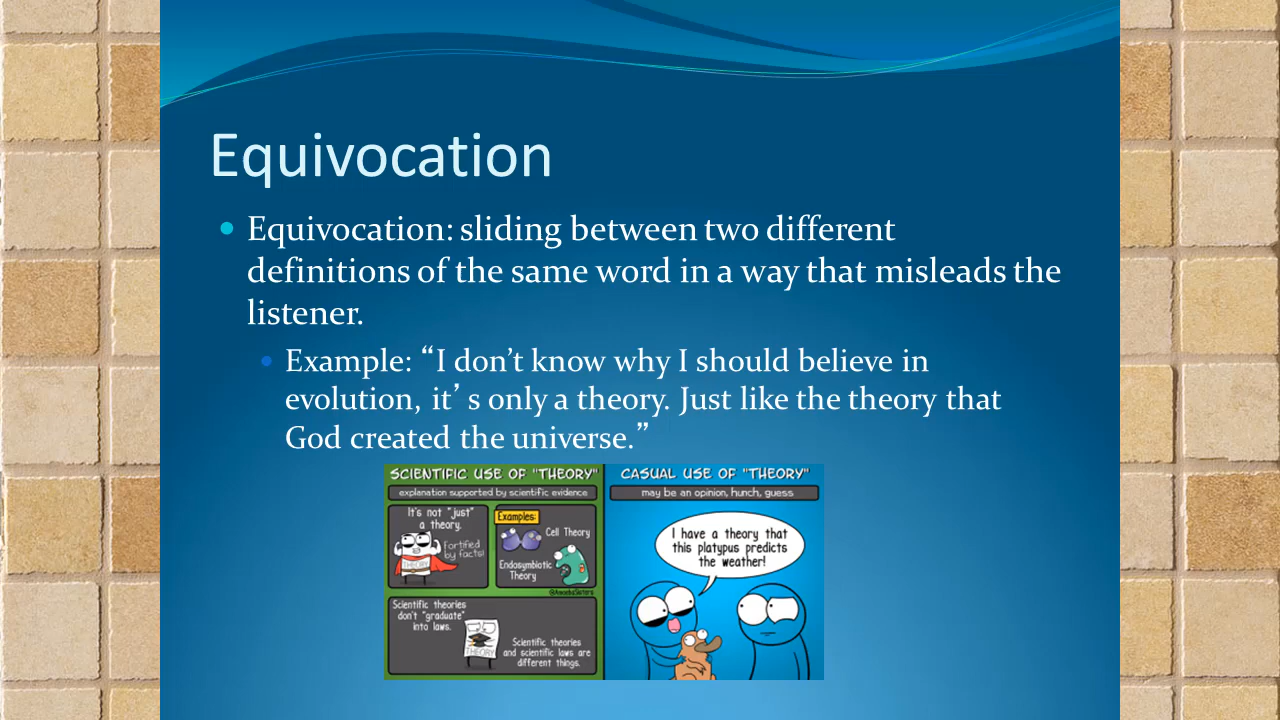 Equivocation
Equivocation: sliding between two different
definitions of the same word in a way that misleads the
listener.
Example: “I don’t know why I should believe in
evolution, it’ s only a theory. Just like the theory that
God created the universe.”
SCIENTIFIC USE OF "THEORY"
explanation supported by scientific evidence
It's not "just"
a theory.
fortified
by facts!
THEORY
Examples:
Cell Theory
Endosymbiotic
Theory
@AmoebaSisters
Scientific theories
don't "graduate"
into laws.
THEORY
Scientific theories
and scientific laws are
different things.
CASUAL USE OF "THEORY"
may be an opinion, hunch, guess
I have a theory that
this platypus predicts
the weather!